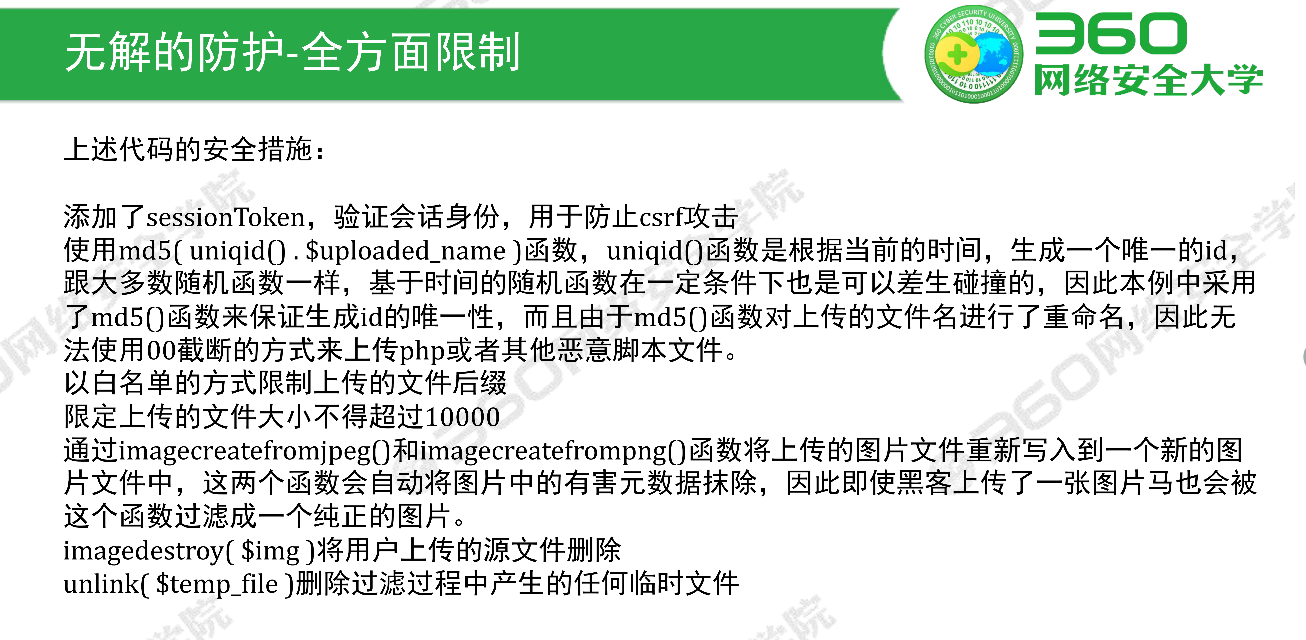 无解的防护-全方面限制
360
网络安全大学
上述代码的安全措施：
添加了sessionToken，验证会话身份，用于防止csrf攻击
使用md5( uniqid() . $uploaded_name )函数，uniqid()函数是根据当前的时间，生成一个唯一的id，
跟大多数随机函数一样，基于时间的随机函数在一定条件下也是可以差生碰撞的，因此本例中采用
了md5()函数来保证生成id的唯一性，而且由于md5()函数对上传的文件名进行了重命名，因此无
法使用00截断的方式来上传php或者其他恶意脚本文件。
以白名单的方式限制上传的文件后缀
限定上传的文件大小不得超过10000
通过imagecreatefromjpeg()和imagecreatefrompng()函数将上传的图片文件重新写入到一个新的图
片文件中，这两个函数会自动将图片中的有害元数据抹除，因此即使黑客上传了一张图片马也会被
这个函数过滤成一个纯正的图片。
imagedestroy( $img )将用户上传的源文件删除
unlink( $temp_file )删除过滤过程中产生的任何临时文件